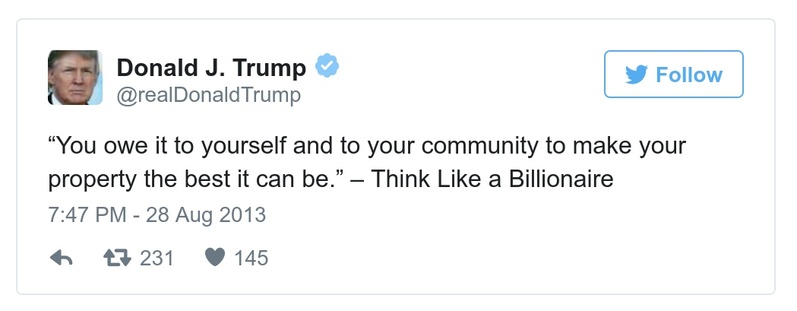 Donald J. Trump
@realDonaldTrump
Follow
“You owe it to yourself and to your community to make your
property the best it can be.” – Think Like a Billionaire
7:47 PM - 28 Aug 2013
231 145